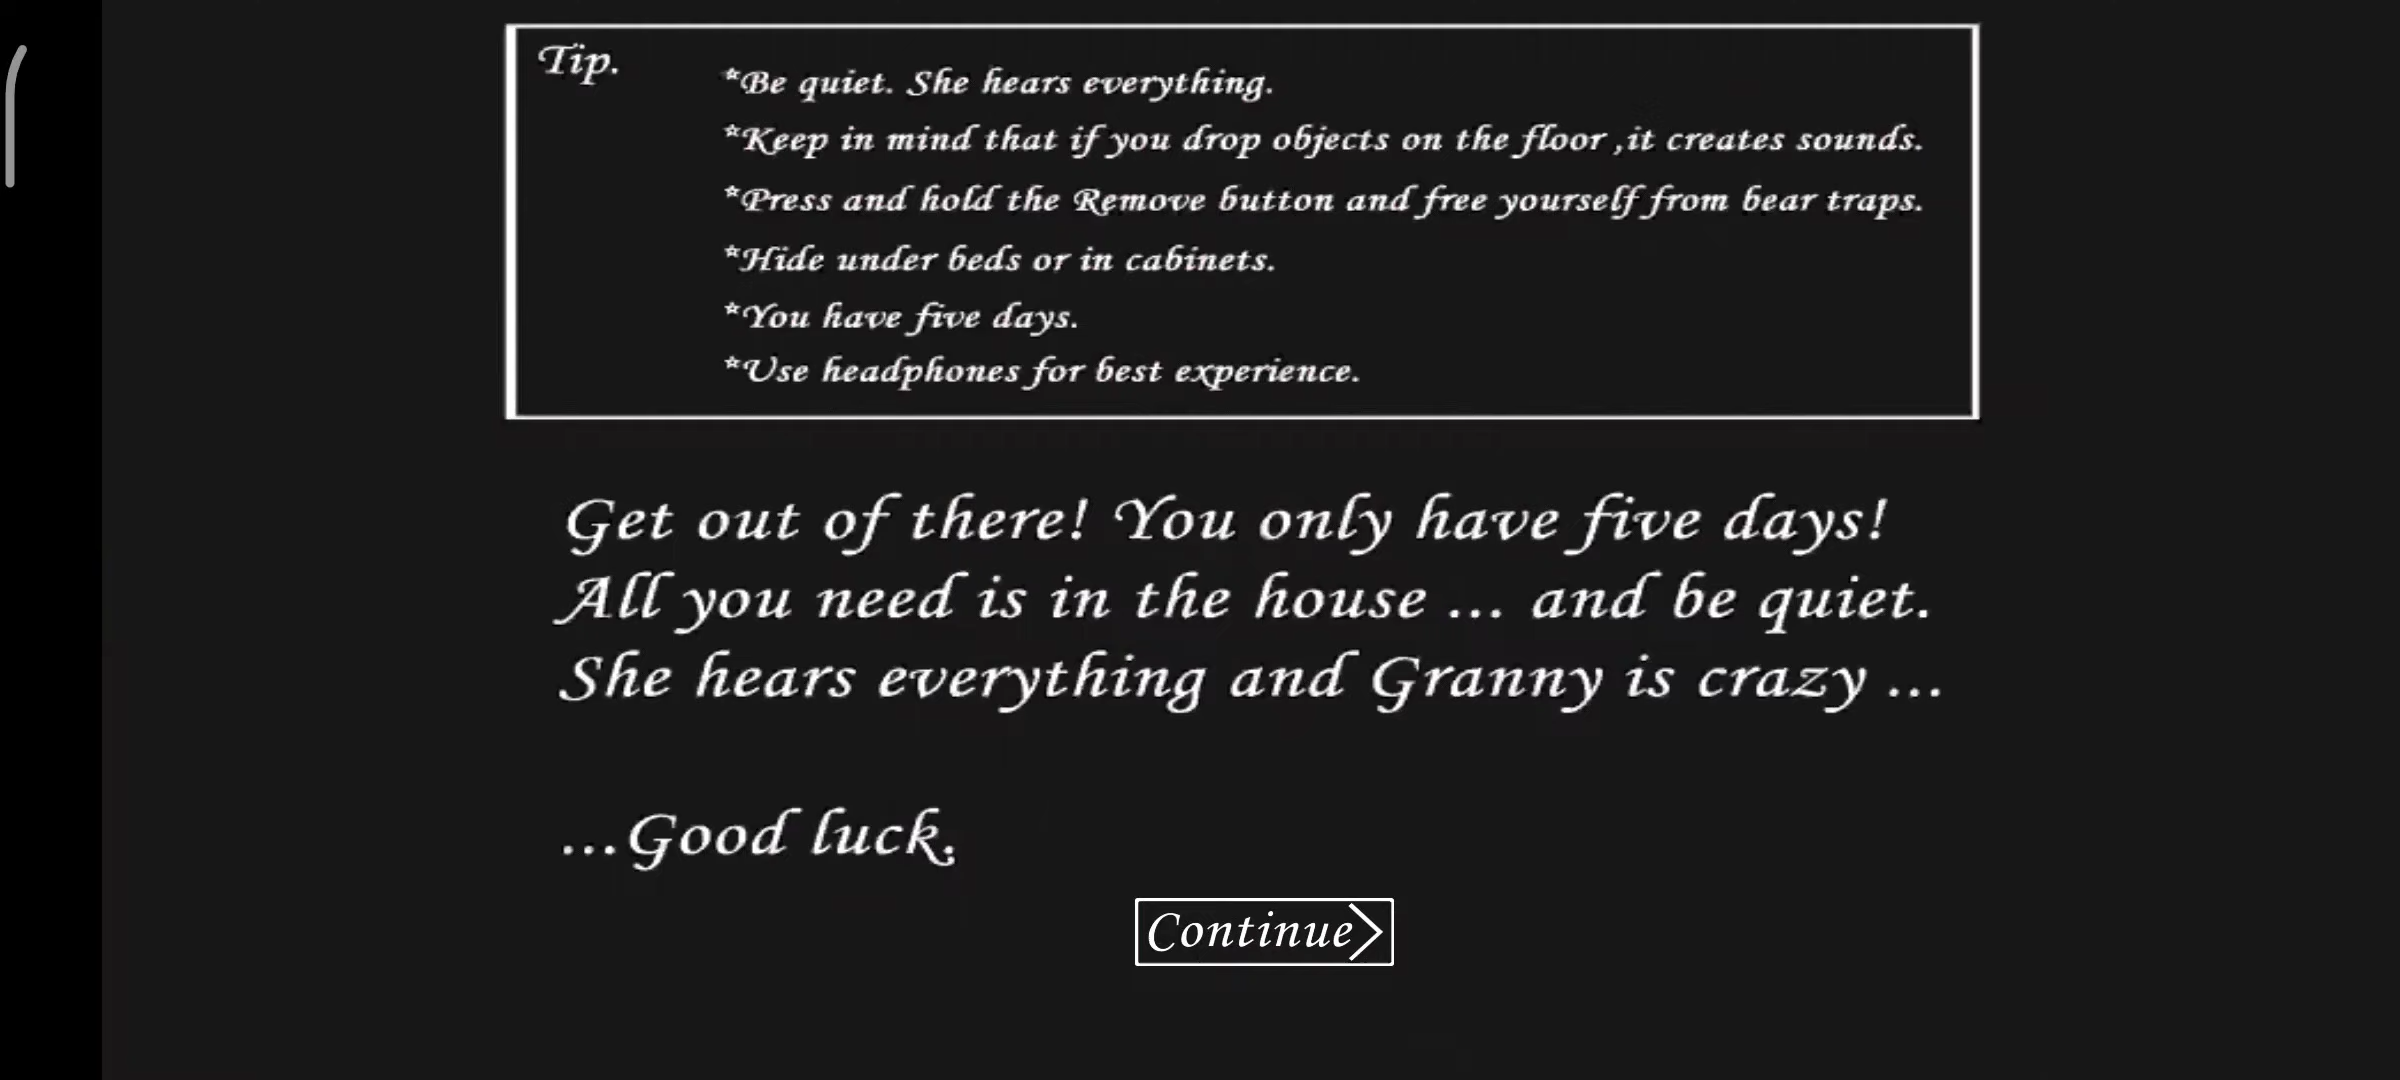 Tip.
*Be quiet. She hears everything.
*Keep in mind that if you drop objects on the floor ,it creates sounds.
*Press and hold the Remove button and free yourself from bear traps.
*Hide under beds or in cabinets.
*You have five days.
*Use headphones for best experience.
Get out of there! You only have five days!
All you need is in the house ... and be quiet.
She hears everything and Granny is crazy ...
...Good luck.
Continue>